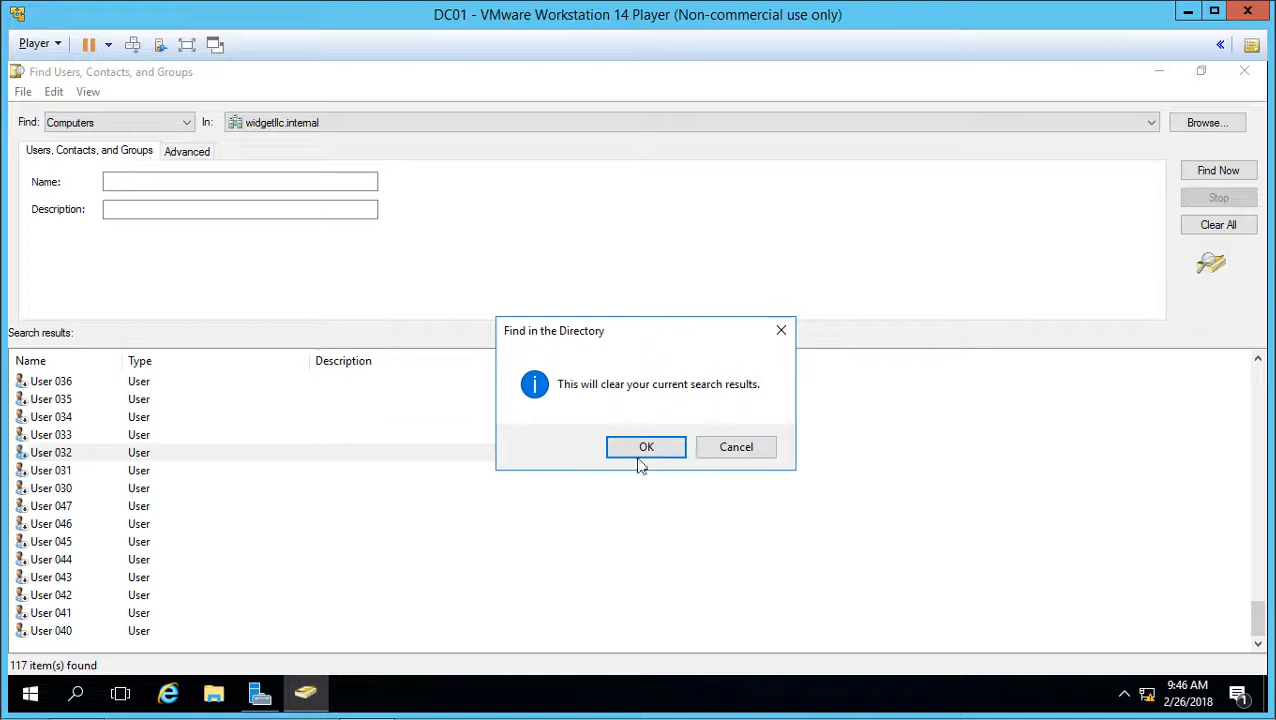 DC01 - VMware Workstation 14 Player (Non-commercial use only)
Player
Find Users, Contacts, and Groups
File Edit View
Find: Computers In: widgetllc.internal Browse...
Users, Contacts, and Groups Advanced
Name:
Description:
Find Now
Stop
Clear All
Search results:
Name Type Description
User 036 User
User 035 User
User 034 User
User 033 User
User 032 User
User 031 User
User 030 User
User 047 User
User 046 User
User 045 User
User 044 User
User 043 User
User 042 User
User 041 User
User 040 User
Find in the Directory
This will clear your current search results.
OK Cancel
117 item(s) found
9:46 AM
2/26/2018
1